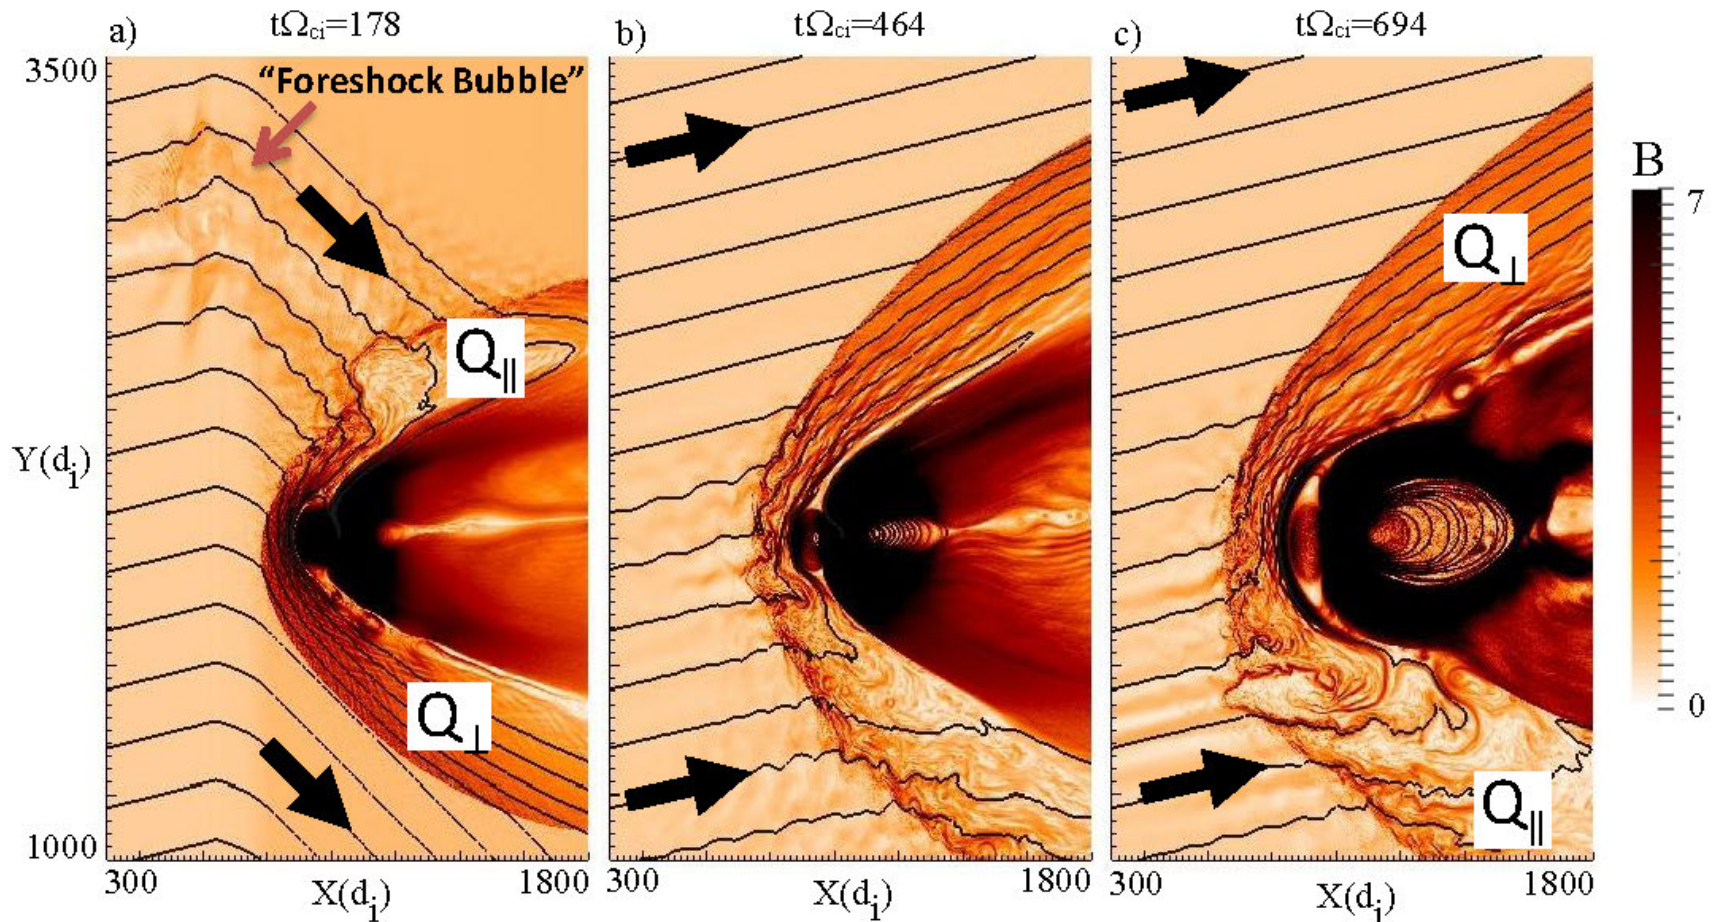 a) tΩci=178
b) tΩci=464
c) tΩci=694
3500
“Foreshock Bubble”
B
7
Q⊥
Q∥
Y(di)
Q⊥
0
Q∥
1000
300 X(di) 1800
300 X(di) 1800
300 X(di) 1800